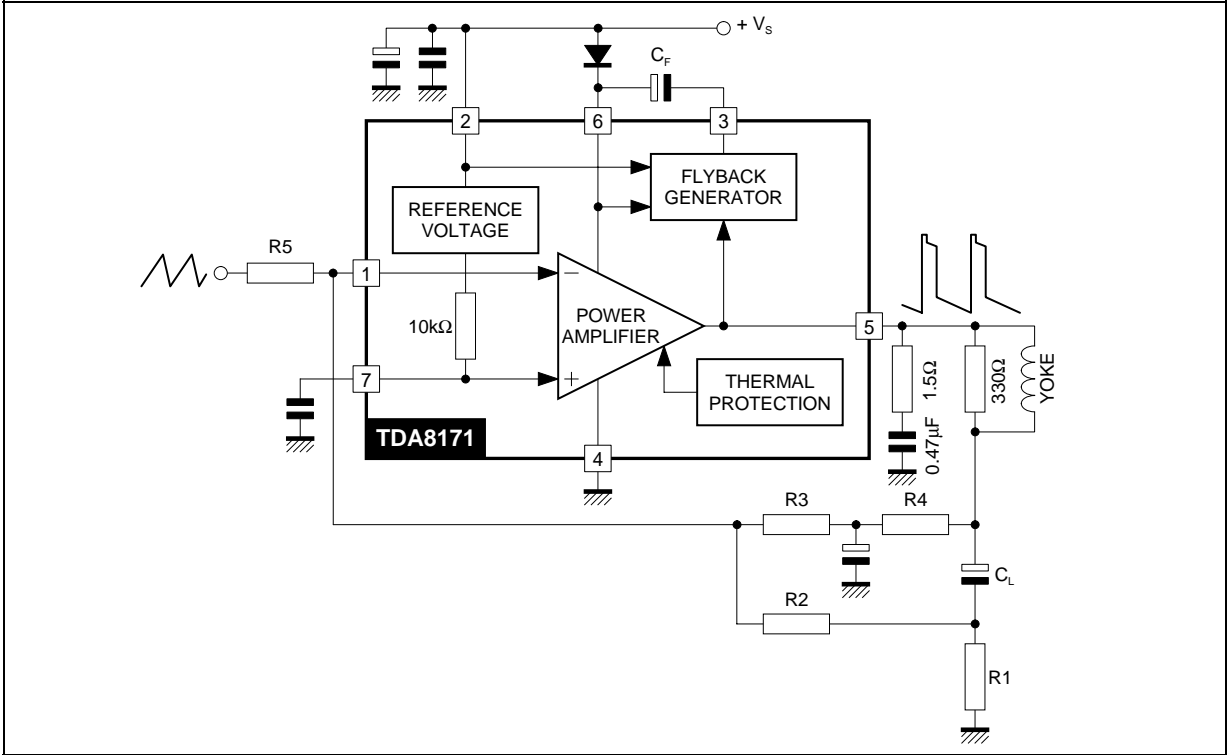 + VS
CF
2
6
3
FLYBACK
GENERATOR
REFERENCE
VOLTAGE
R5
1
10kΩ
−
POWER
AMPLIFIER
+
5
7
THERMAL
PROTECTION
1.5Ω
0.47µF
330Ω
YOKE
TDA8171
4
R3
R4
CL
R2
R1